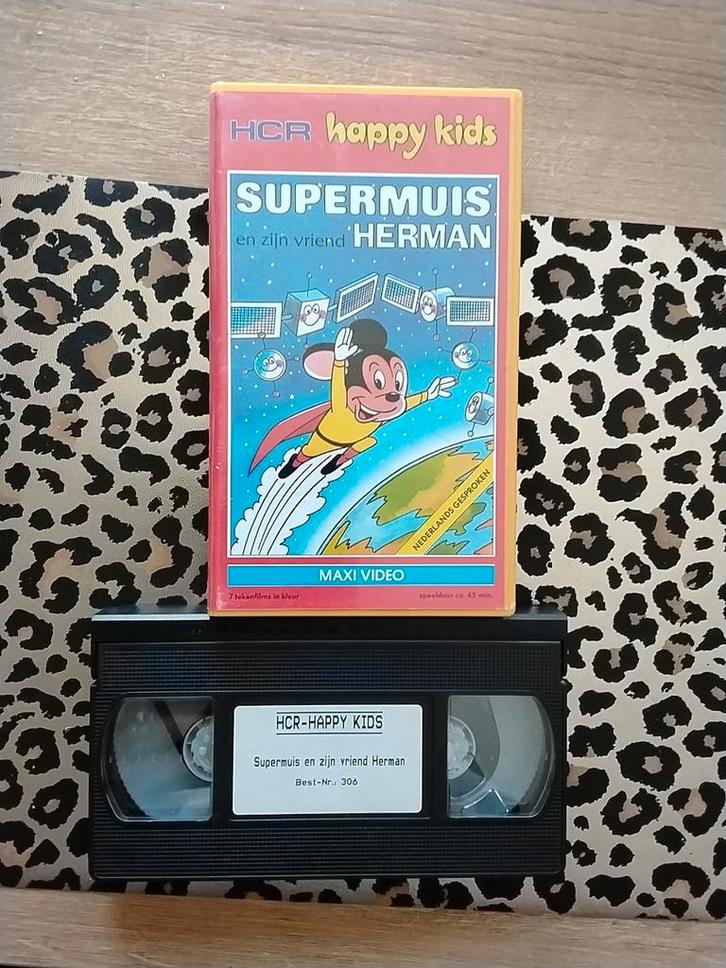 HCR happy kids
SUPERMUIS
en zijn vriend HERMAN
NEDERLANDS GESPROKEN
MAXI VIDEO
7 tekenfilms in kleur speelduur ca. 45 min.
HCR-HAPPY KIDS
Supermuis en zijn vriend Herman
Best-Nr.: 306